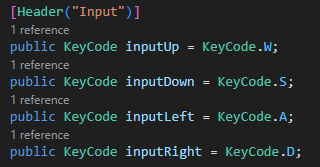 [Header("Input")]
1 reference
public KeyCode inputUp = KeyCode.W;
1 reference
public KeyCode inputDown = KeyCode.S;
1 reference
public KeyCode inputLeft = KeyCode.A;
1 reference
public KeyCode inputRight = KeyCode.D;